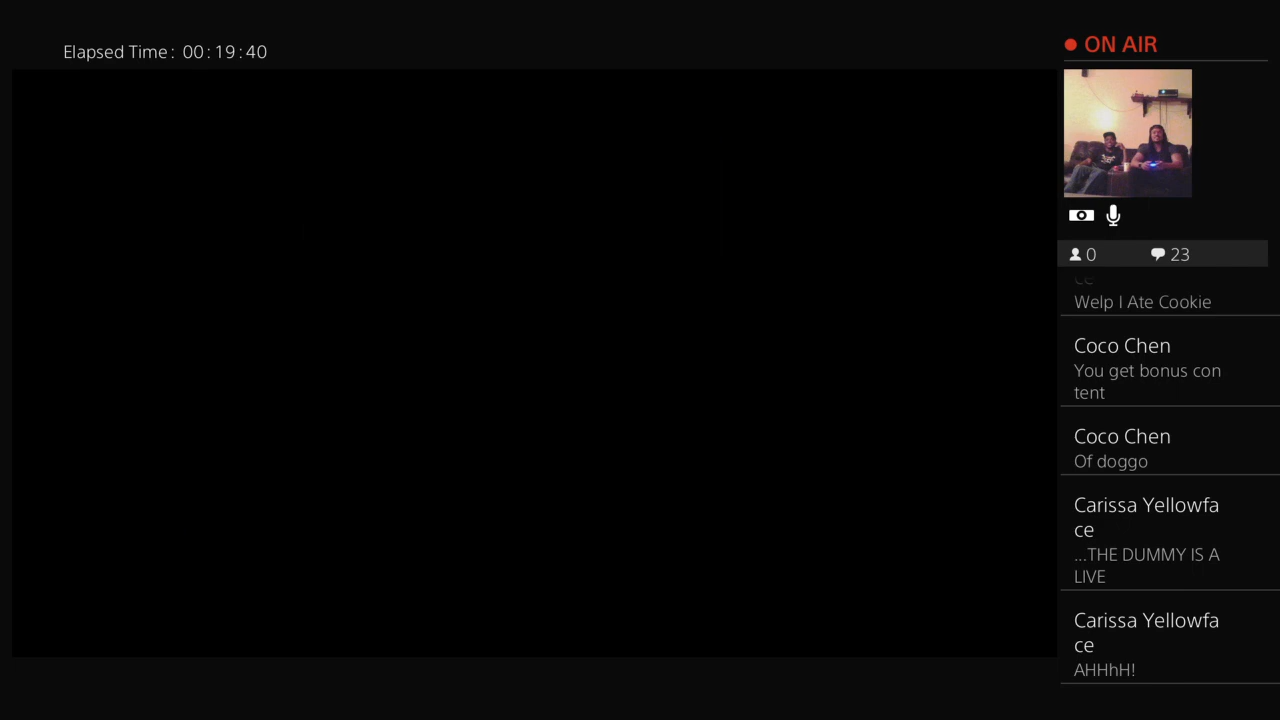 Elapsed Time: 00:19:40
ON AIR
0 23
ce
Welp I Ate Cookie
Coco Chen
You get bonus con
tent
Coco Chen
Of doggo
Carissa Yellowfa
ce
...THE DUMMY IS A
LIVE
Carissa Yellowfa
ce
AHHhH!